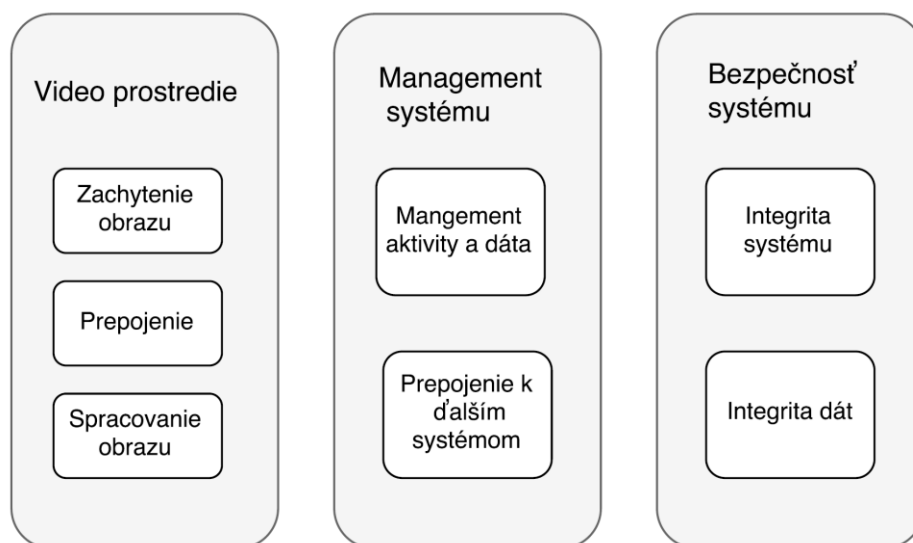 Video prostredie
Zachytenie
obrazu
Prepojenie
Spracovanie
obrazu
Management
systému
Mangement
aktivity a dáta
Prepojenie k
ďalším
systémom
Bezpečnosť
systému
Integrita
systému
Integrita dát